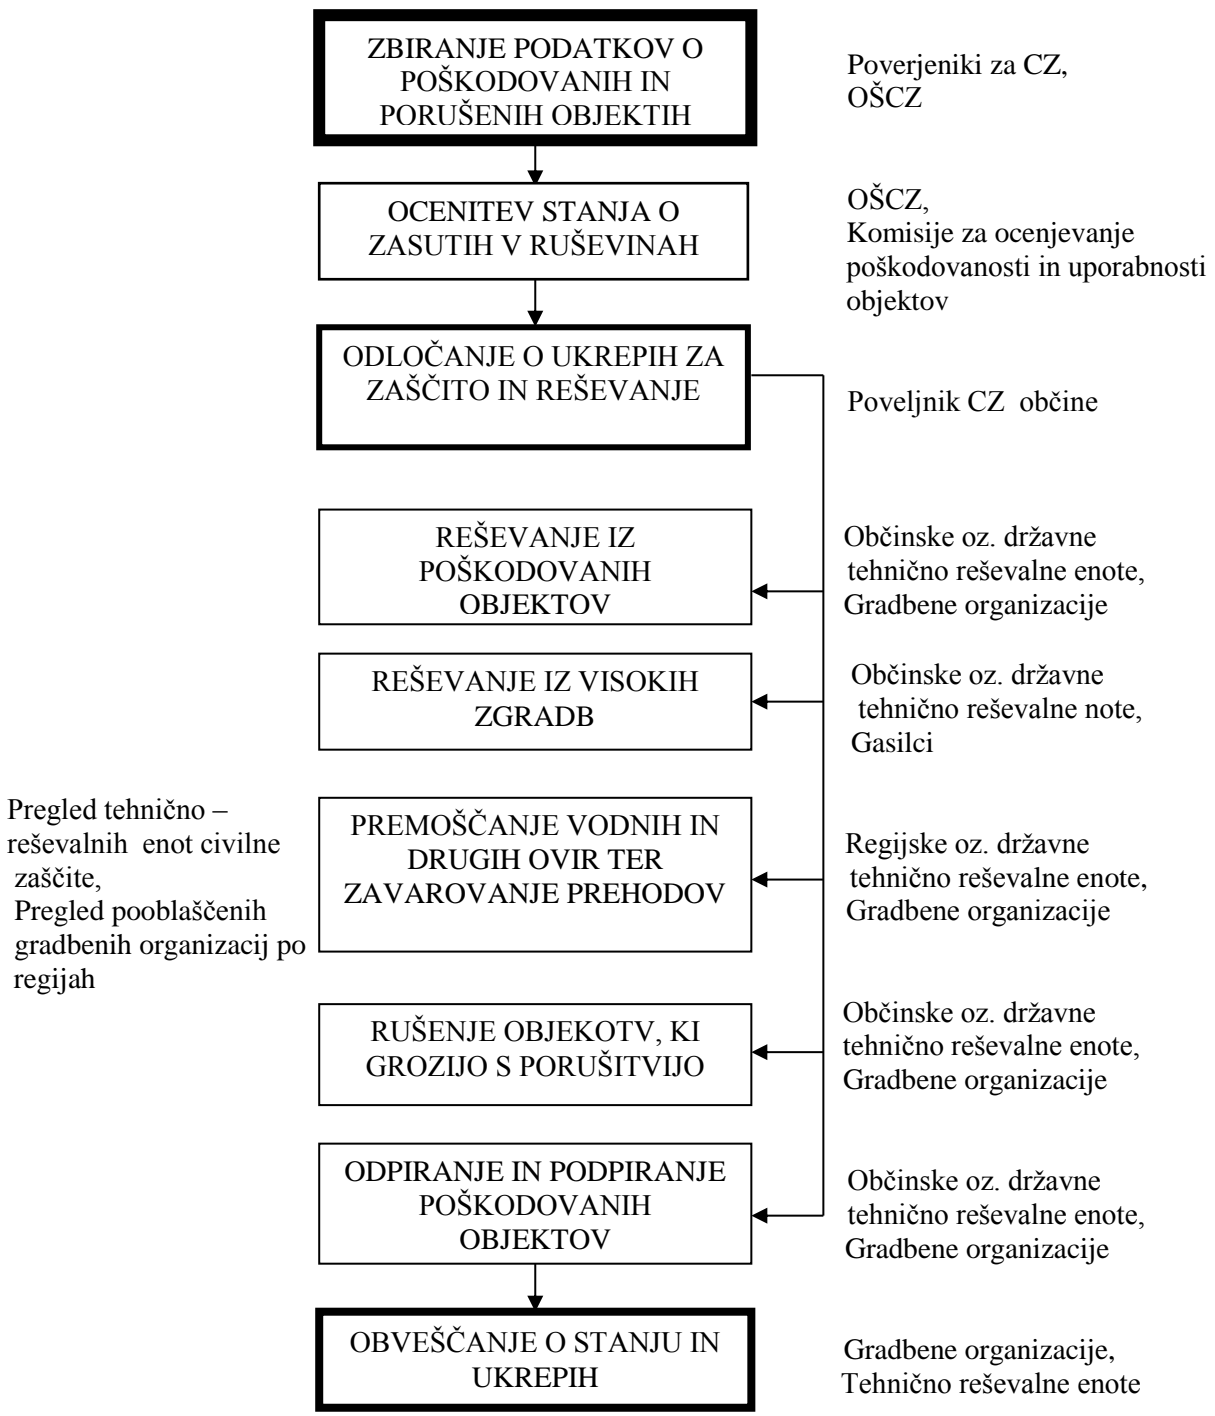 ZBIRANJE PODATKOV O
POŠKODOVANIH IN
PORUŠENIH OBJEKTIH
Poverjeniki za CZ,
OŠCZ
OCENITEV STANJA O
ZASUTIH V RUŠEVINAH
OŠCZ,
Komisije za ocenjevanje
poškodovanosti in uporabnosti
objektov
ODLOČANJE O UKREPIH ZA
ZAŠČITO IN REŠEVANJE
Poveljnik CZ občine
REŠEVANJE IZ
POŠKODOVANIH
OBJEKTOV
Občinske oz. državne
tehnično reševalne enote,
Gradbene organizacije
REŠEVANJE IZ VISOKIH
ZGRADB
Občinske oz. državne
tehnično reševalne note,
Gasilci
Pregled tehnično –
reševalnih enot civilne
zaščite,
Pregled pooblaščenih
gradbenih organizacij po
regijah
PREMOŠČANJE VODNIH IN
DRUGIH OVIR TER
ZAVAROVANJE PREHODOV
Regijske oz. državne
tehnično reševalne enote,
Gradbene organizacije
RUŠENJE OBJEKOTV, KI
GROZIJO S PORUŠITVIJO
Občinske oz. državne
tehnično reševalne enote,
Gradbene organizacije
ODPIRANJE IN PODPIRANJE
POŠKODOVANIH
OBJEKTOV
Občinske oz. državne
tehnično reševalne enote,
Gradbene organizacije
OBVEŠČANJE O STANJU IN
UKREPIH
Gradbene organizacije,
Tehnično reševalne enote